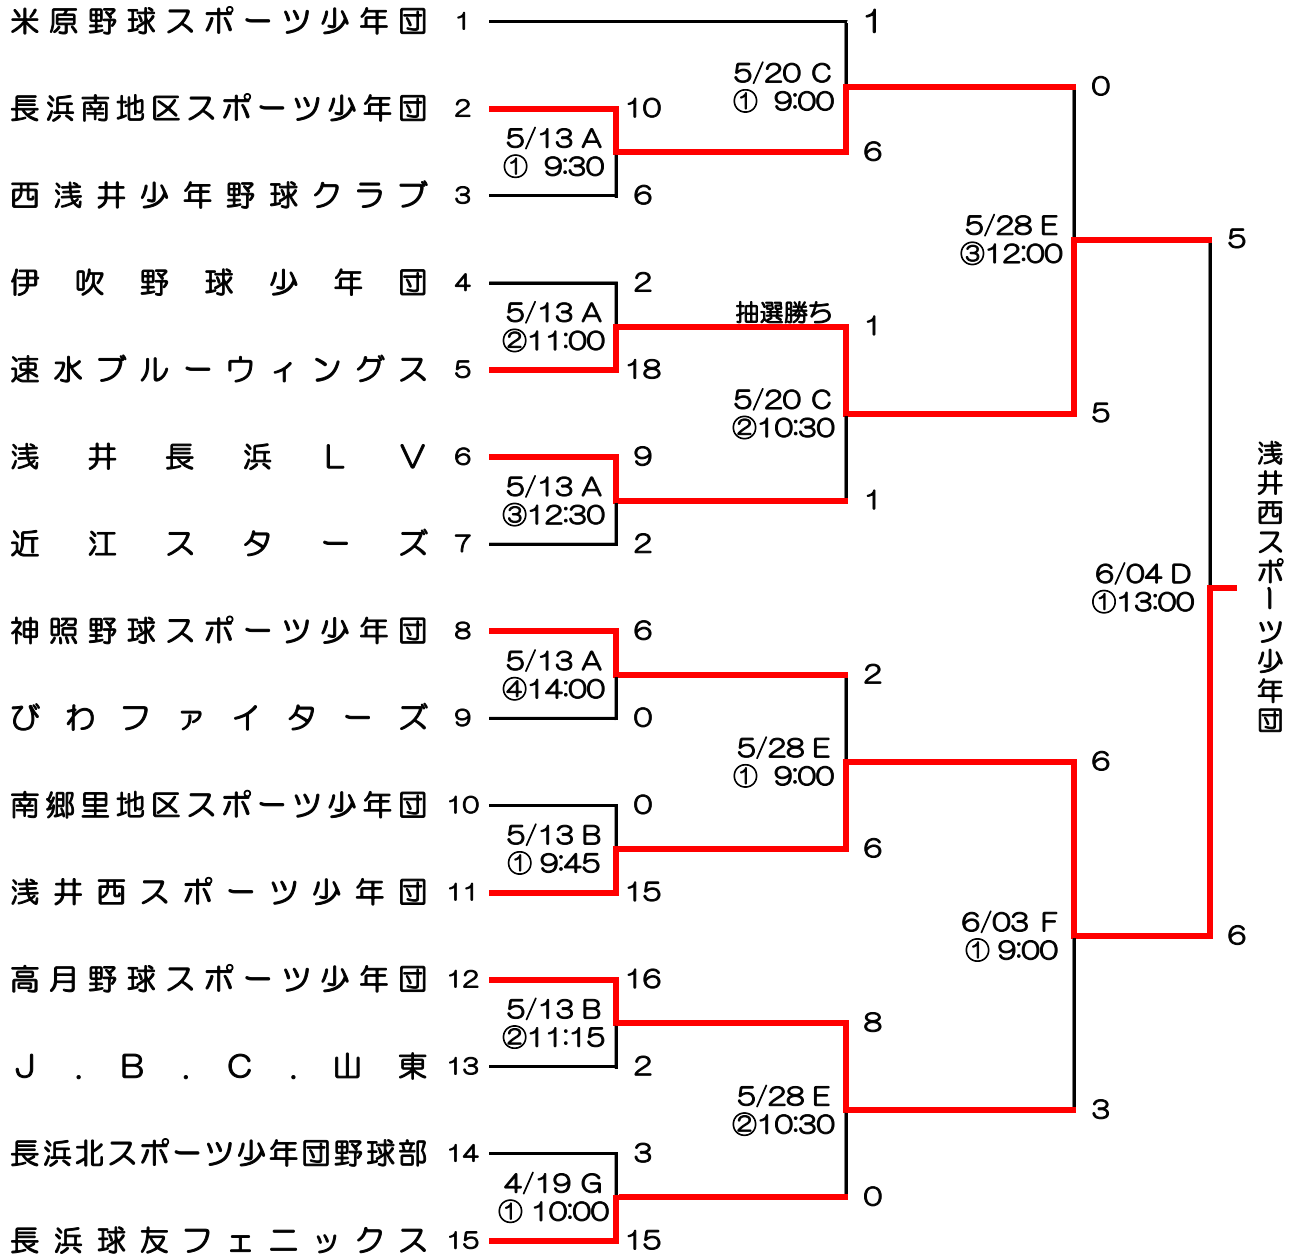 米原野球スポーツ少年団 1
長浜南地区スポーツ少年団 2
西浅井少年野球クラブ 3
伊吹野球少年団 4
速水ブルーウィングス 5
浅井長浜LV 6
近江スターズ 7
神照野球スポーツ少年団 8
びわファイターズ 9
南郷里地区スポーツ少年団 10
浅井西スポーツ少年団 11
高月野球スポーツ少年団 12
J.B.C.山東 13
長浜北スポーツ少年団野球部 14
長浜球友フェニックス 15
10
5/13 A
① 9:30
6
2
5/13 A
②11:00
18
9
5/13 A
③12:30
2
6
5/13 A
④14:00
0
0
5/13 B
① 9:45
15
16
5/13 B
②11:15
2
3
4/19 G
① 10:00
15
1
5/20 C
① 9:00
6
抽選勝ち
1
5/20 C
②10:30
1
2
5/28 E
① 9:00
6
8
5/28 E
②10:30
0
0
5/28 E
③12:00
5
6
6/03 F
① 9:00
3
5
6/04 D
①13:00
6
浅井西スポーツ少年団